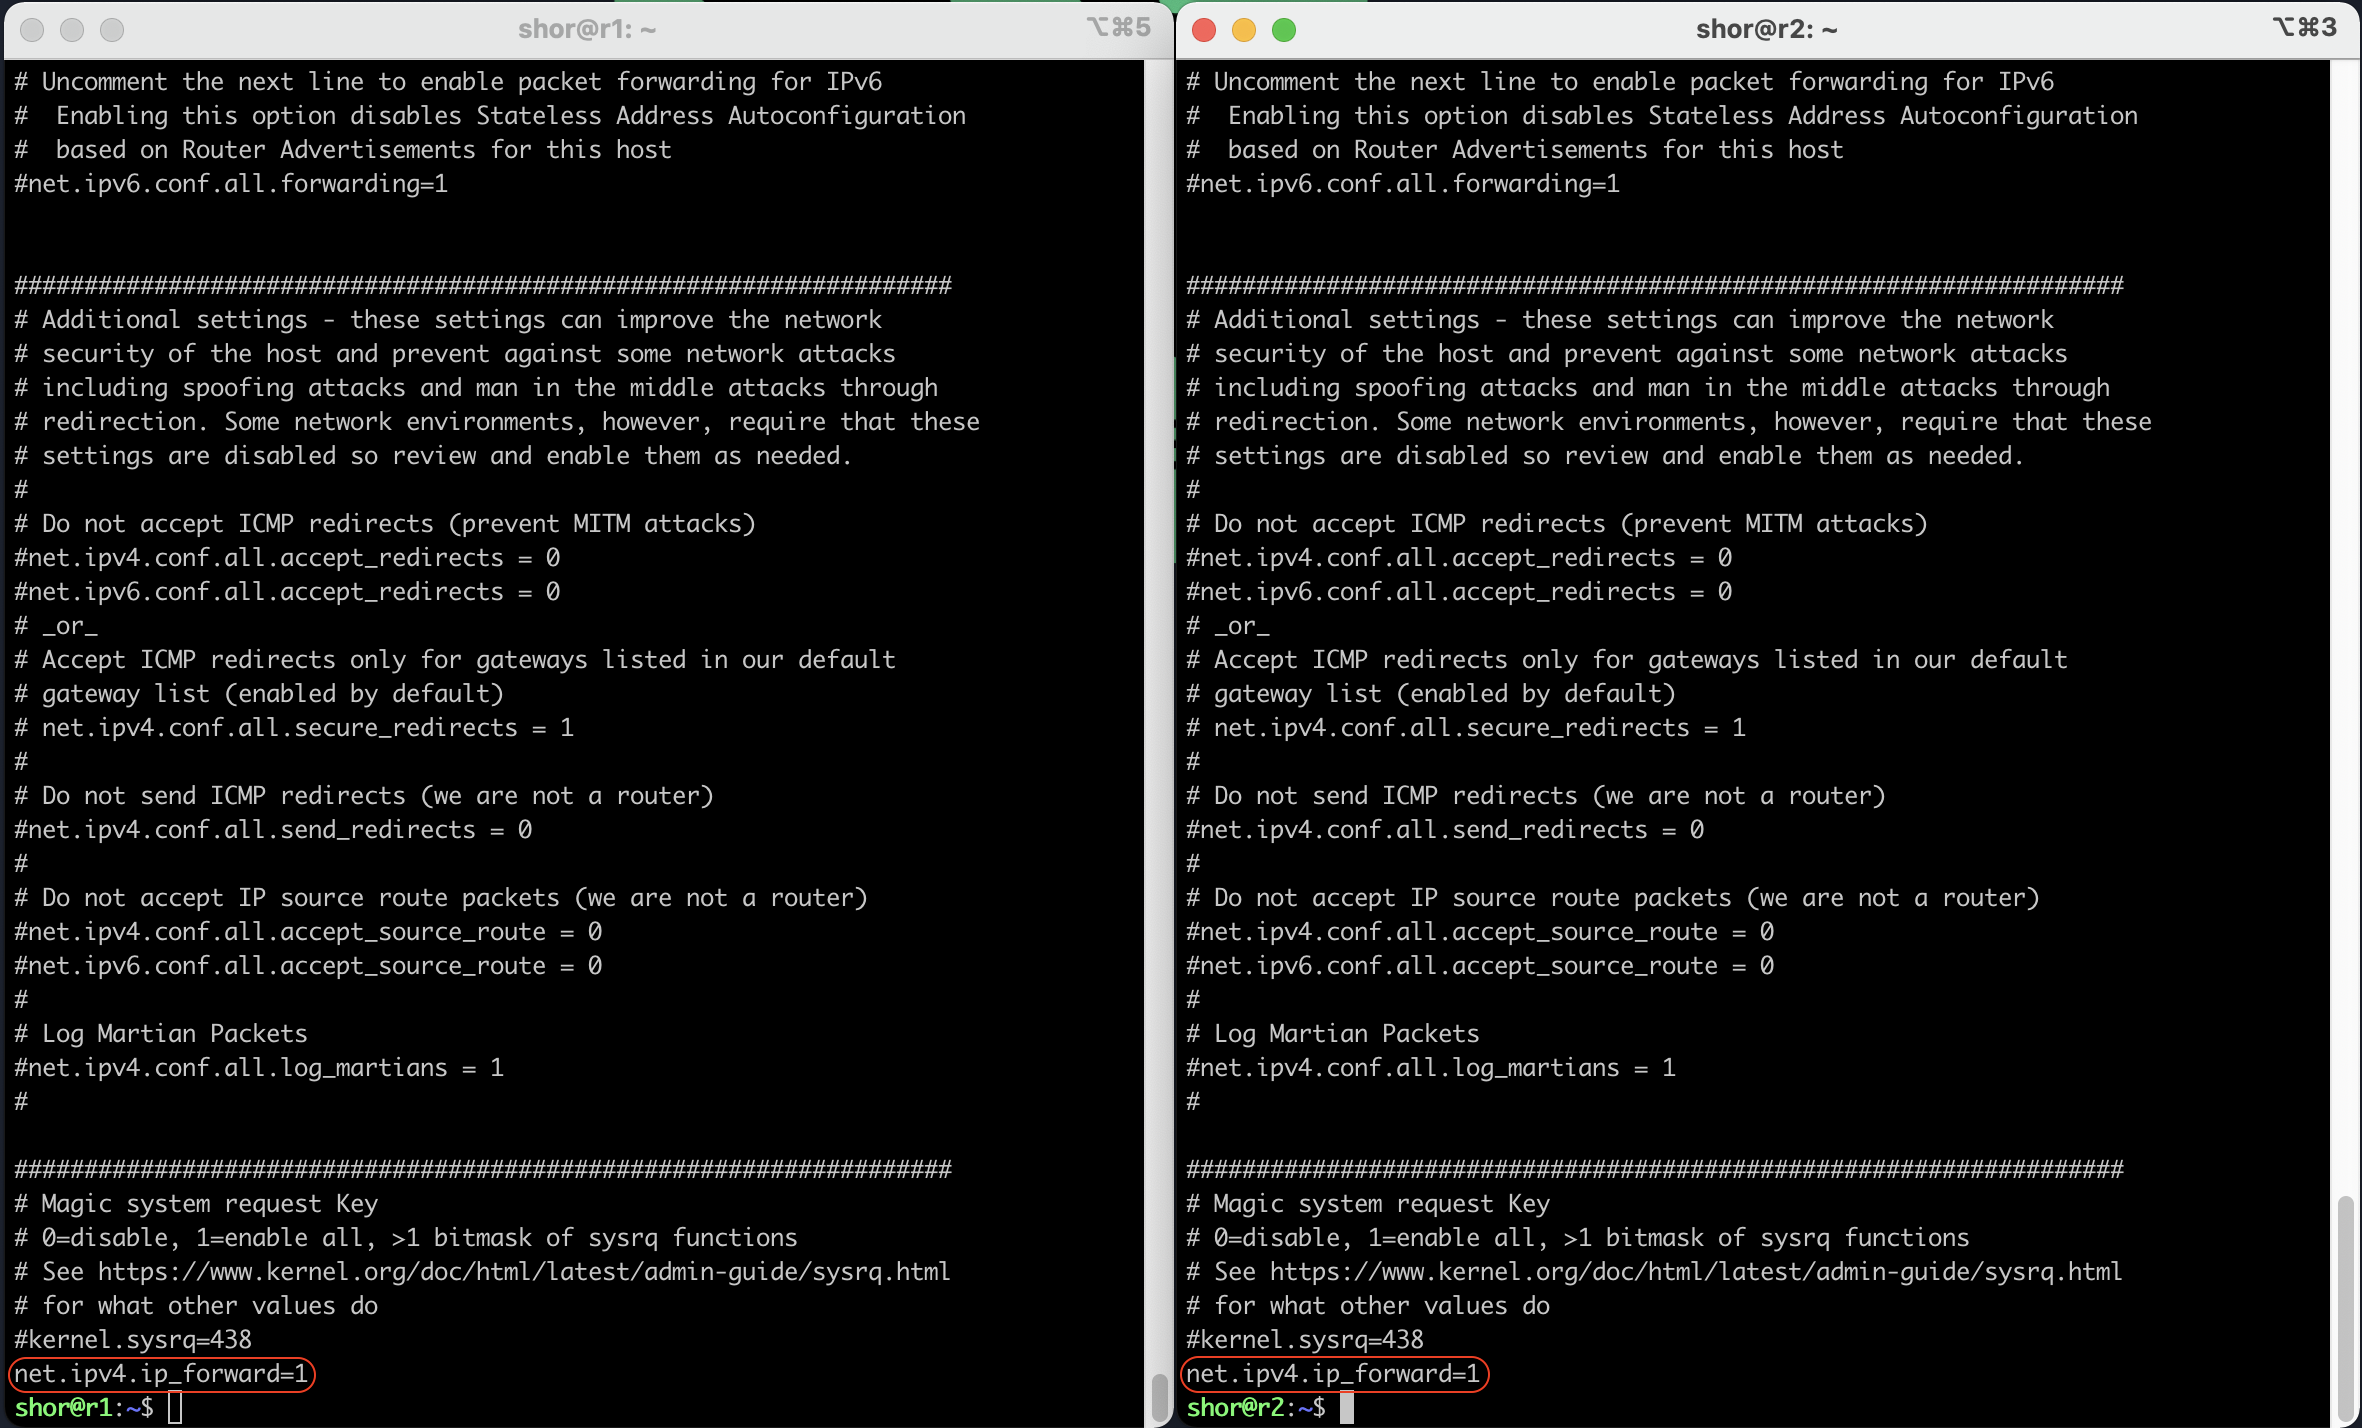 shor@r1: ~
⌥⌘5
# Uncomment the next line to enable packet forwarding for IPv6
#  Enabling this option disables Stateless Address Autoconfiguration
#  based on Router Advertisements for this host
#net.ipv6.conf.all.forwarding=1
###################################################################
# Additional settings - these settings can improve the network
# security of the host and prevent against some network attacks
# including spoofing attacks and man in the middle attacks through
# redirection. Some network environments, however, require that these
# settings are disabled so review and enable them as needed.
#
# Do not accept ICMP redirects (prevent MITM attacks)
#net.ipv4.conf.all.accept_redirects = 0
#net.ipv6.conf.all.accept_redirects = 0
# _or_
# Accept ICMP redirects only for gateways listed in our default
# gateway list (enabled by default)
# net.ipv4.conf.all.secure_redirects = 1
#
# Do not send ICMP redirects (we are not a router)
#net.ipv4.conf.all.send_redirects = 0
#
# Do not accept IP source route packets (we are not a router)
#net.ipv4.conf.all.accept_source_route = 0
#net.ipv6.conf.all.accept_source_route = 0
#
# Log Martian Packets
#net.ipv4.conf.all.log_martians = 1
#
###################################################################
# Magic system request Key
# 0=disable, 1=enable all, >1 bitmask of sysrq functions
# See https://www.kernel.org/doc/html/latest/admin-guide/sysrq.html
# for what other values do
#kernel.sysrq=438
net.ipv4.ip_forward=1
shor@r1:~$
shor@r2: ~
⌥⌘3
# Uncomment the next line to enable packet forwarding for IPv6
#  Enabling this option disables Stateless Address Autoconfiguration
#  based on Router Advertisements for this host
#net.ipv6.conf.all.forwarding=1
###################################################################
# Additional settings - these settings can improve the network
# security of the host and prevent against some network attacks
# including spoofing attacks and man in the middle attacks through
# redirection. Some network environments, however, require that these
# settings are disabled so review and enable them as needed.
#
# Do not accept ICMP redirects (prevent MITM attacks)
#net.ipv4.conf.all.accept_redirects = 0
#net.ipv6.conf.all.accept_redirects = 0
# _or_
# Accept ICMP redirects only for gateways listed in our default
# gateway list (enabled by default)
# net.ipv4.conf.all.secure_redirects = 1
#
# Do not send ICMP redirects (we are not a router)
#net.ipv4.conf.all.send_redirects = 0
#
# Do not accept IP source route packets (we are not a router)
#net.ipv4.conf.all.accept_source_route = 0
#net.ipv6.conf.all.accept_source_route = 0
#
# Log Martian Packets
#net.ipv4.conf.all.log_martians = 1
#
###################################################################
# Magic system request Key
# 0=disable, 1=enable all, >1 bitmask of sysrq functions
# See https://www.kernel.org/doc/html/latest/admin-guide/sysrq.html
# for what other values do
#kernel.sysrq=438
net.ipv4.ip_forward=1
shor@r2:~$